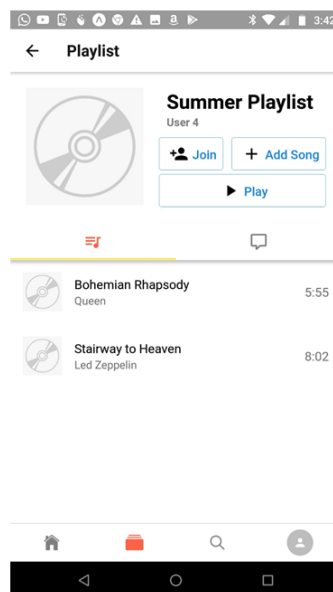 3:42
Playlist
Summer Playlist
User 4
Join
Add Song
Play
Bohemian Rhapsody
5:55
Queen
Stairway to Heaven
8:02
Led Zeppelin